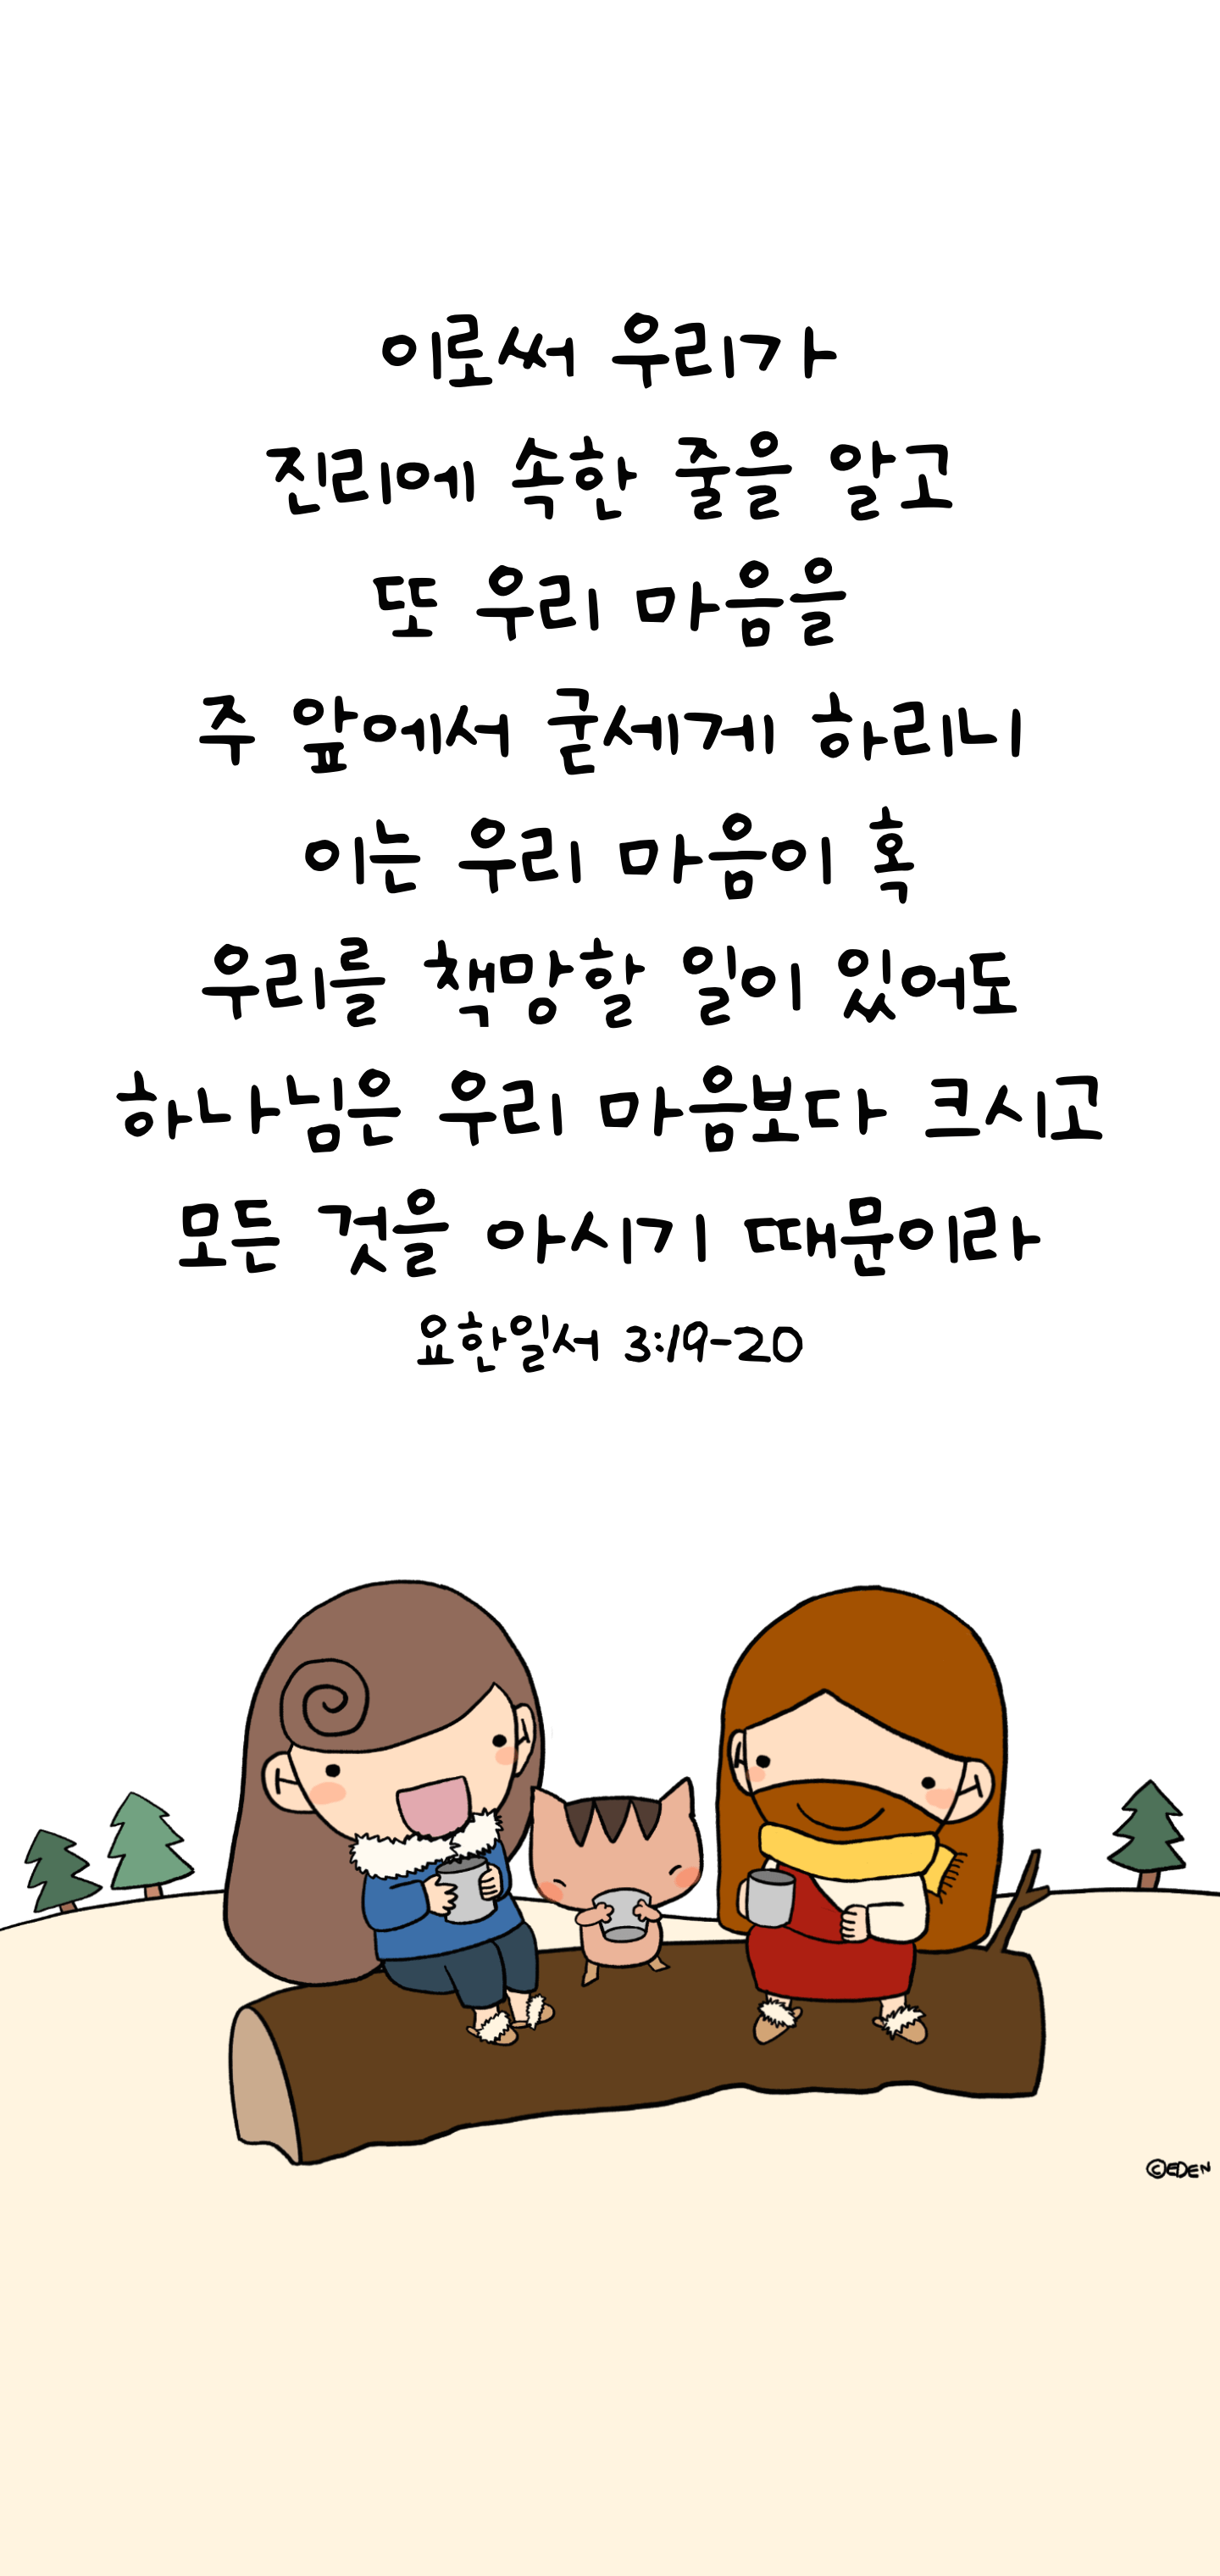 이로써 우리가
진리에 속한 줄을 알고
또 우리 마음을
주 앞에서 굳세게 하리니
이는 우리 마음이 혹
우리를 책망할 일이 있어도
하나님은 우리 마음보다 크시고
모든 것을 아시기 때문이라
요한일서 3:19-20
©EDEN